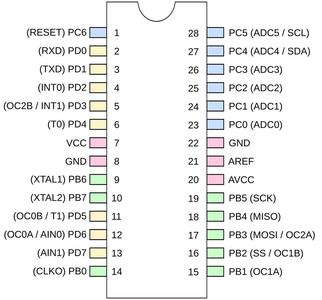 (RESET) PC6 1 28 PC5 (ADC5 / SCL)
(RXD) PD0 2 27 PC4 (ADC4 / SDA)
(TXD) PD1 3 26 PC3 (ADC3)
(INT0) PD2 4 25 PC2 (ADC2)
(OC2B / INT1) PD3 5 24 PC1 (ADC1)
(T0) PD4 6 23 PC0 (ADC0)
VCC 7 22 GND
GND 8 21 AREF
(XTAL1) PB6 9 20 AVCC
(XTAL2) PB7 10 19 PB5 (SCK)
(OC0B / T1) PD5 11 18 PB4 (MISO)
(OC0A / AIN0) PD6 12 17 PB3 (MOSI / OC2A)
(AIN1) PD7 13 16 PB2 (SS / OC1B)
(CLKO) PB0 14 15 PB1 (OC1A)